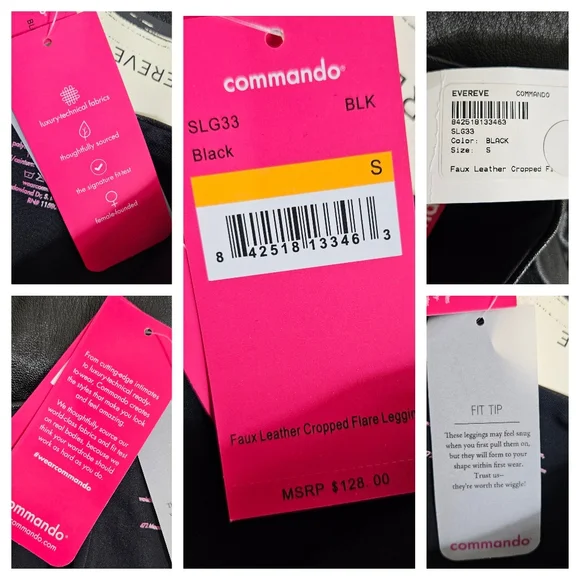 BL
EVEREVE
luxury-technical fabrics
thoughtfully sourced
the signature fit-test
female-founded
commando®
SLG33
BLK
Black
S
8 42518 13346 3
Faux Leather Cropped Flare Leggin
MSRP $128.00
EVEREVE COMMANDO
842518133463
SLG33
Color: BLACK
Size: S
Faux Leather Cropped Fl
From cutting-edge intimates
to luxury-technical ready-
to-wear, Commando creates
the styles that make you look
and feel amazing.
We thoughtfully source our
world-class fabrics and fit test
on real bodies, because we
think your wardrobe should
work as hard as you do.
#wearcommando
ommando®
ommando.com
FIT TIP
These leggings may feel snug
when you first pull them on,
but they will form to your
shape within first wear.
Trust us--
they're worth the wiggle!
commando®